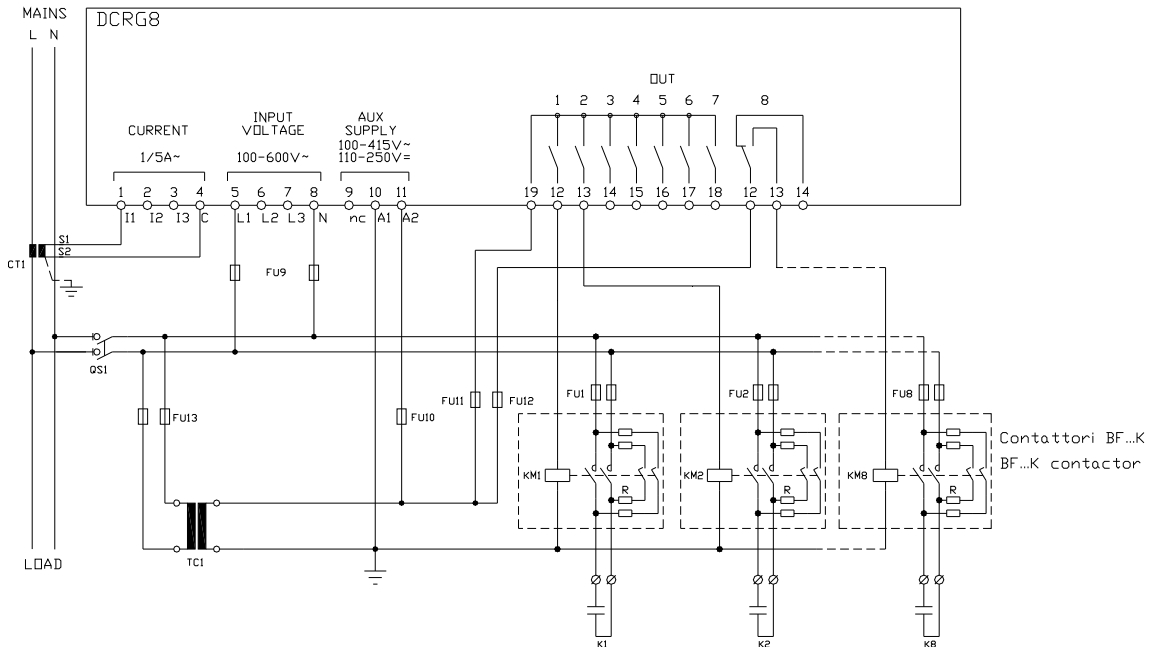 MAINS
L N
DCRG8
OUT
1 2 3 4 5 6 7 8
CURRENT
1/5A~
INPUT
VOLTAGE
100-600V~
AUX
SUPPLY
100-415V~
110-250V=
1 2 3 4 5 6 7 8 9 10 11 19 12 13 14 15 16 17 18 12 13 14
I1 I2 I3 C L1 L2 L3 N nc A1 A2
S1
S2
CT1
FU9
QS1
FU13
FU10
FU11
FU12
FU1
FU2
FU8
Contattori BF...K
BF...K contactor
KM1
R
KM2
R
KM8
R
TC1
LOAD
K1
K2
K8